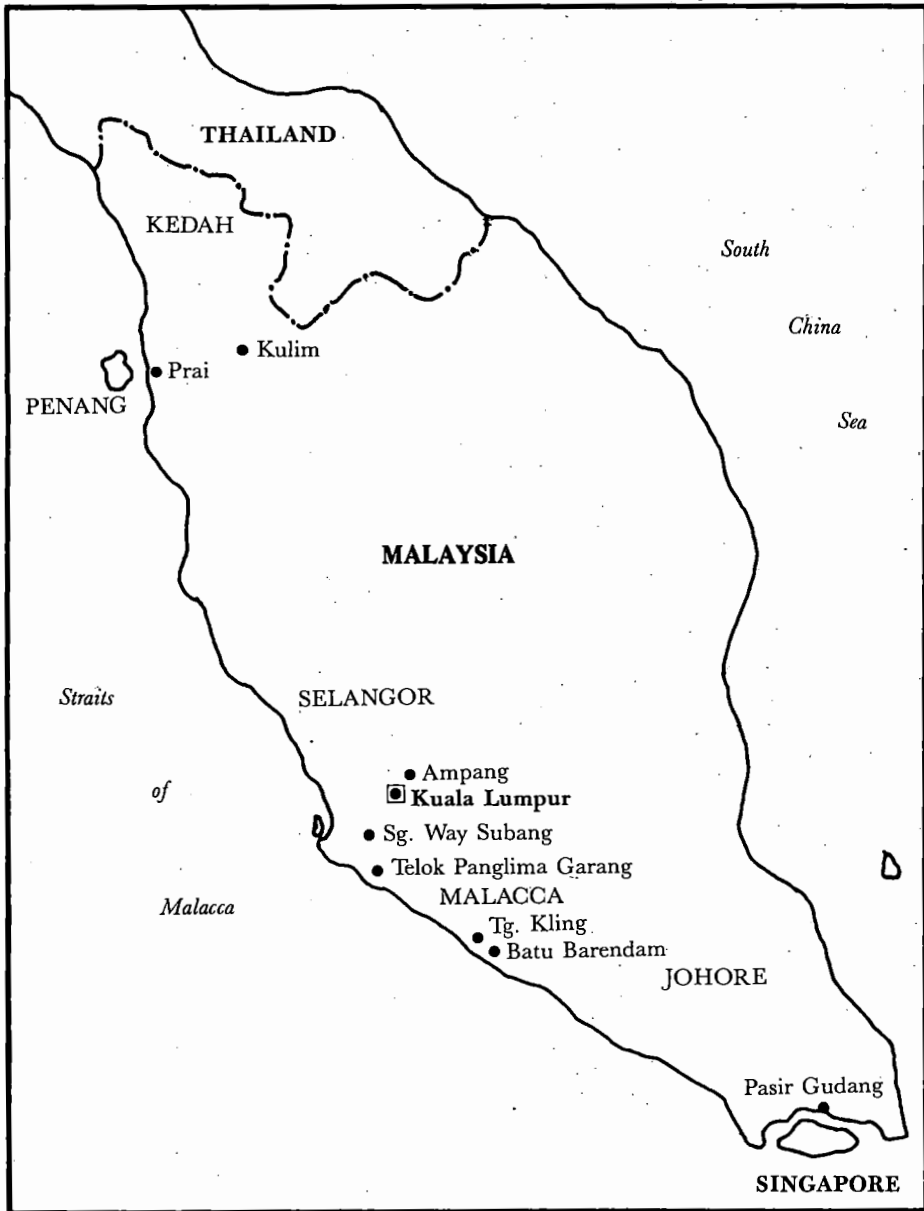 THAILAND
KEDAH
South
China
Sea
Kulim
Prai
PENANG
MALAYSIA
Straits
of
Malacca
SELANGOR
Ampang
Kuala Lumpur
Sg. Way Subang
Telok Panglima Garang
MALACCA
Tg. Kling
Batu Barendam
JOHORE
Pasir Gudang
SINGAPORE